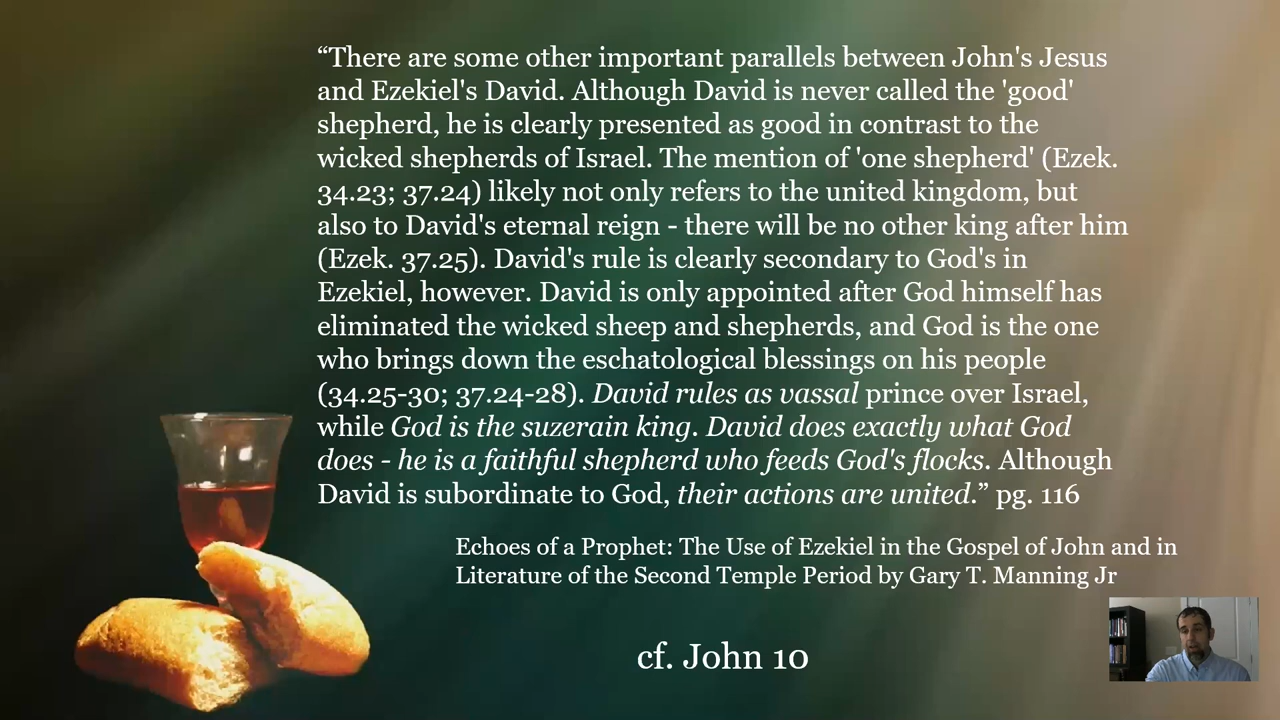 “There are some other important parallels between John's Jesus
and Ezekiel's David. Although David is never called the 'good'
shepherd, he is clearly presented as good in contrast to the
wicked shepherds of Israel. The mention of 'one shepherd' (Ezek.
34.23; 37.24) likely not only refers to the united kingdom, but
also to David's eternal reign - there will be no other king after him
(Ezek. 37.25). David's rule is clearly secondary to God's in
Ezekiel, however. David is only appointed after God himself has
eliminated the wicked sheep and shepherds, and God is the one
who brings down the eschatological blessings on his people
(34.25-30; 37.24-28). David rules as vassal prince over Israel,
while God is the suzerain king. David does exactly what God
does - he is a faithful shepherd who feeds God's flocks. Although
David is subordinate to God, their actions are united.” pg. 116
Echoes of a Prophet: The Use of Ezekiel in the Gospel of John and in
Literature of the Second Temple Period by Gary T. Manning Jr
cf. John 10